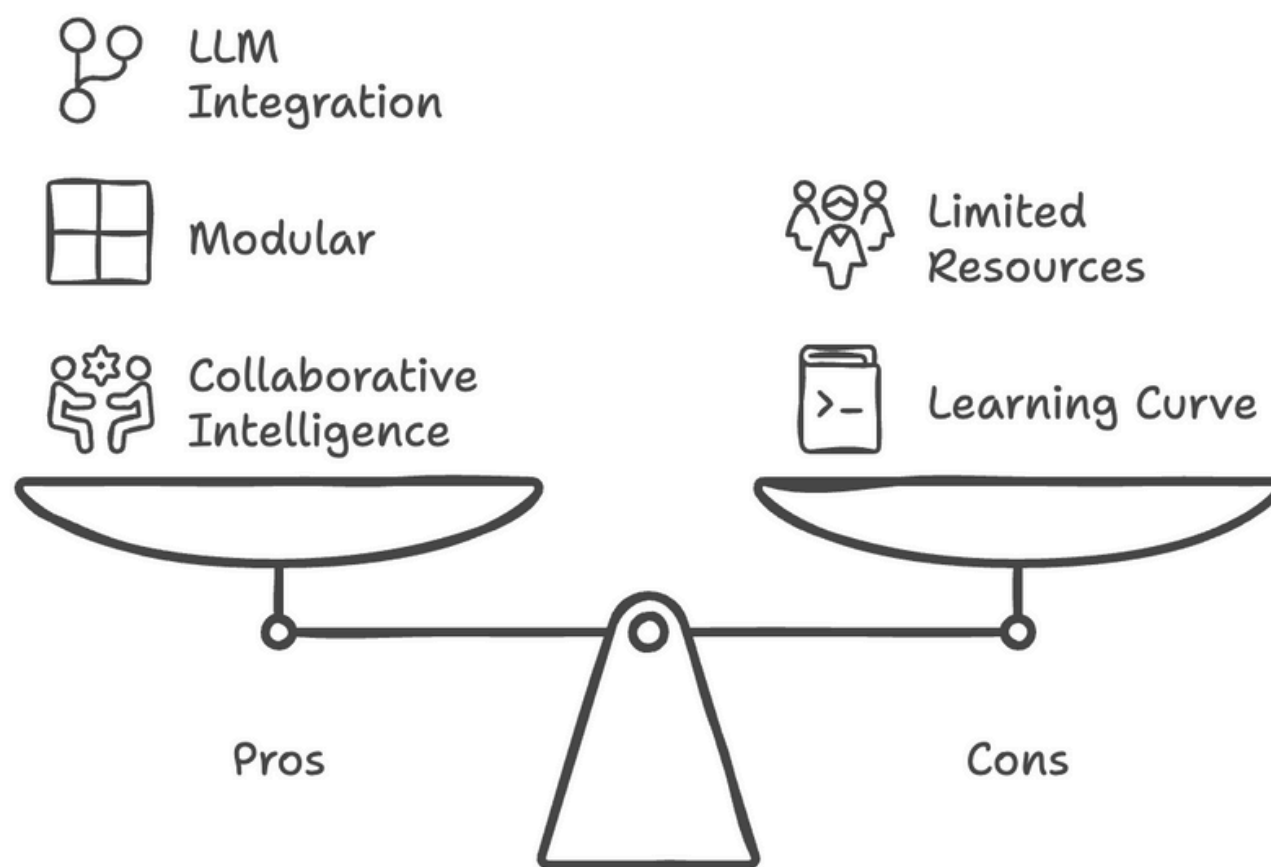 LLM
Integration
Modular
Collaborative
Intelligence
Limited
Resources
>_
Learning Curve
Pros
Cons